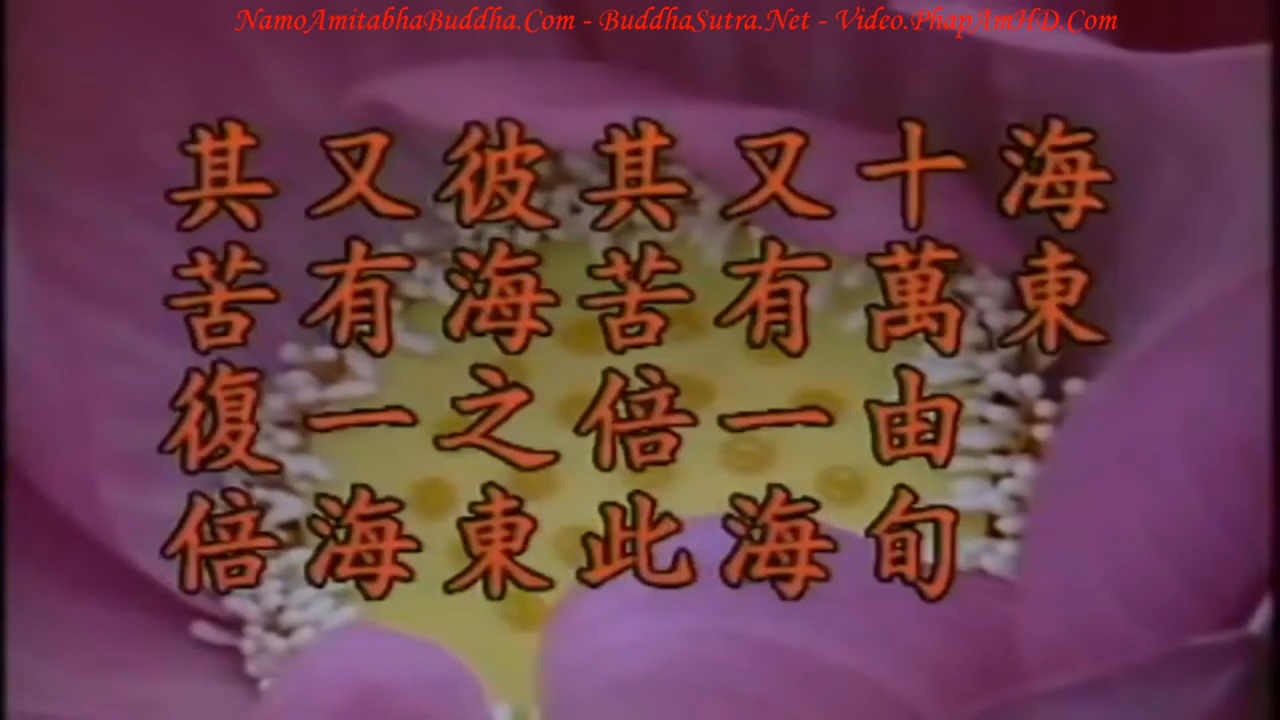 NamoAmitabhaBuddha.Com - BuddhaSutra.Net - Video.PhapAmHD.Com
海東
十萬由旬
又有一海
其苦倍此
彼海之東
又有一海
其苦復倍